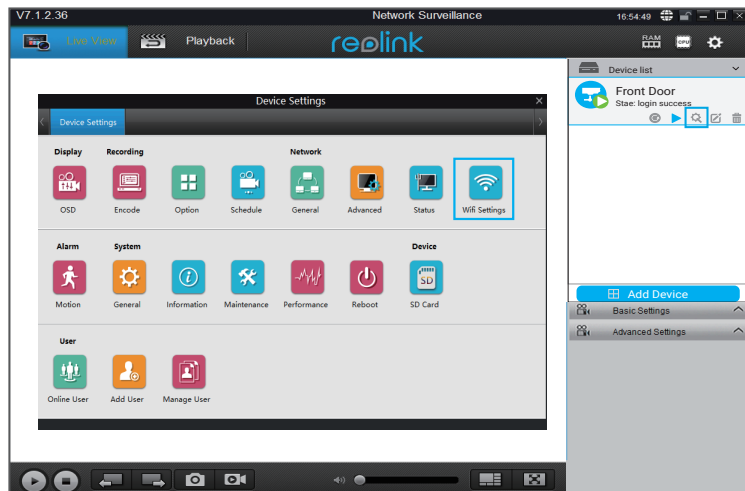 V7.1.2.36 Network Surveillance 16:54:49
Live View Playback reolink RAM CPU
Device list
Front Door
Stae: login success
Device Settings
Device Settings
Display Recording Network
OSD Encode Option Schedule General Advanced Status Wifi Settings
Alarm System Device
SD
Motion General Information Maintenance Performance Reboot SD Card
User
Online User Add User Manage User
Add Device
Basic Settings
Advanced Settings